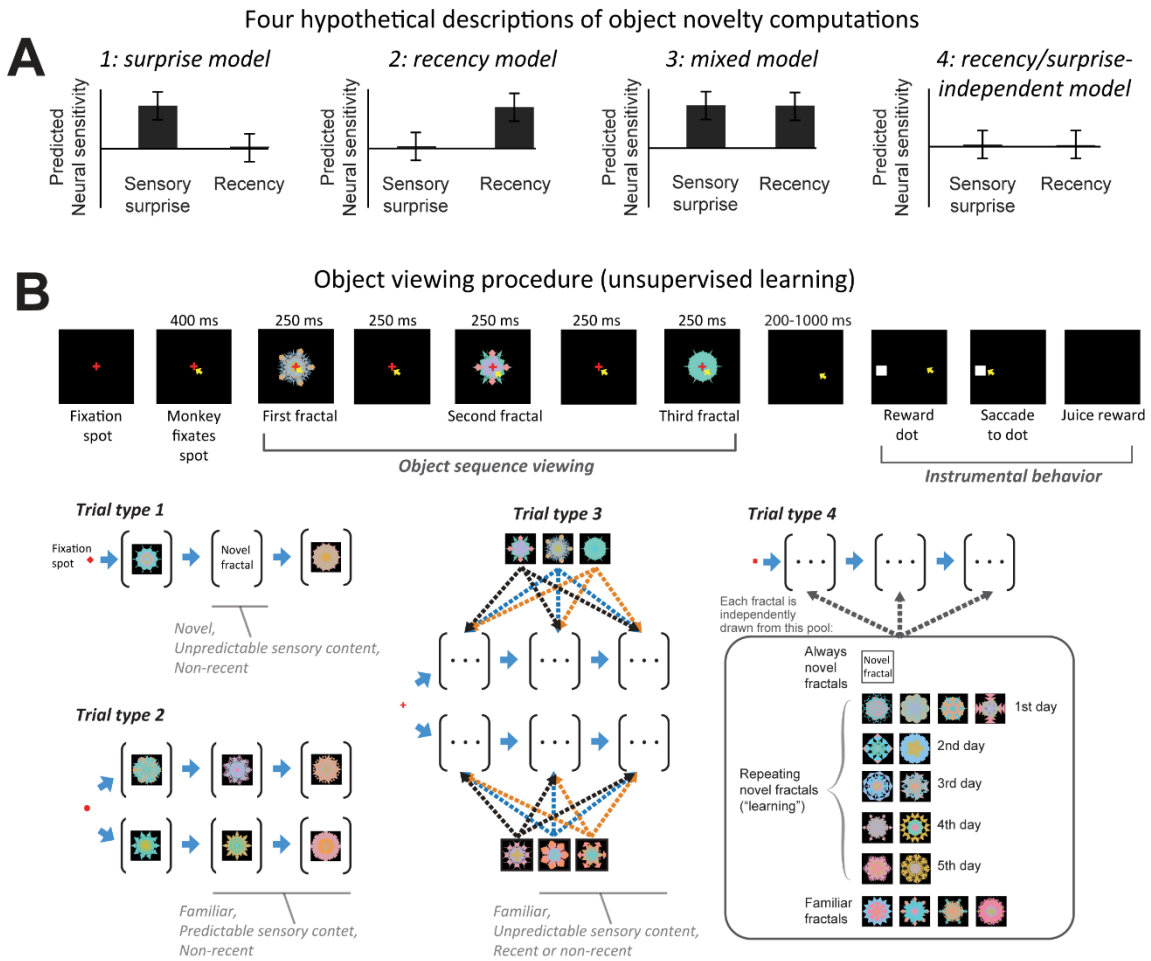 Four hypothetical descriptions of object novelty computations
A
1: surprise model
Predicted
Neural sensitivity
Sensory
surprise
Recency
2: recency model
Predicted
Neural sensitivity
Sensory
surprise
Recency
3: mixed model
Predicted
Neural sensitivity
Sensory
surprise
Recency
4: recency/surprise-
independent model
Predicted
Neural sensitivity
Sensory
surprise
Recency
B
Object viewing procedure (unsupervised learning)
400 ms
250 ms
250 ms
250 ms
250 ms
250 ms
200-1000 ms
Fixation
spot
Monkey
fixates
spot
First fractal
Second fractal
Third fractal
Reward
dot
Saccade
to dot
Juice reward
Object sequence viewing
Instrumental behavior
Trial type 1
Fixation
spot
Novel
fractal
Novel,
Unpredictable sensory content,
Non-recent
Trial type 2
Familiar,
Predictable sensory contet,
Non-recent
Trial type 3
. . .
. . .
. . .
. . .
. . .
. . .
Familiar,
Unpredictable sensory content,
Recent or non-recent
Trial type 4
. . .
. . .
. . .
Each fractal is
independently
drawn from this pool:
Always
novel
fractals
Novel
fractal
Repeating
novel fractals
("learning")
1st day
2nd day
3rd day
4th day
5th day
Familiar
fractals